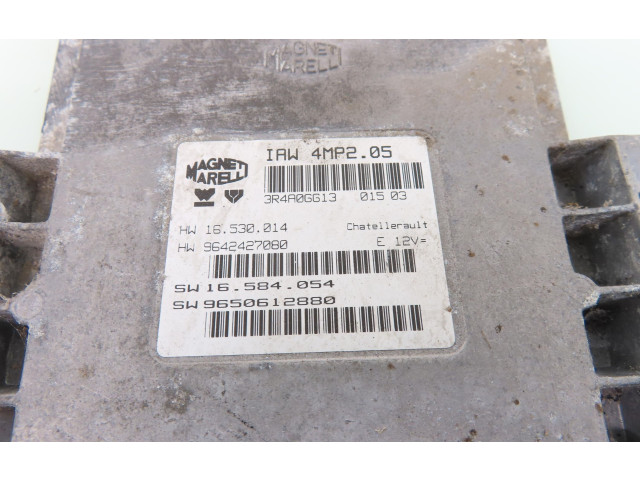 MAGNETI
MARELLI
MAGNETI
MARELLI
IAW 4MP2.05
3R4A0GG13 015 03
HW 16.530.014 Chatellerault
HW 9642427080 E 12V=
SW 16.584.054
SW 9650612880